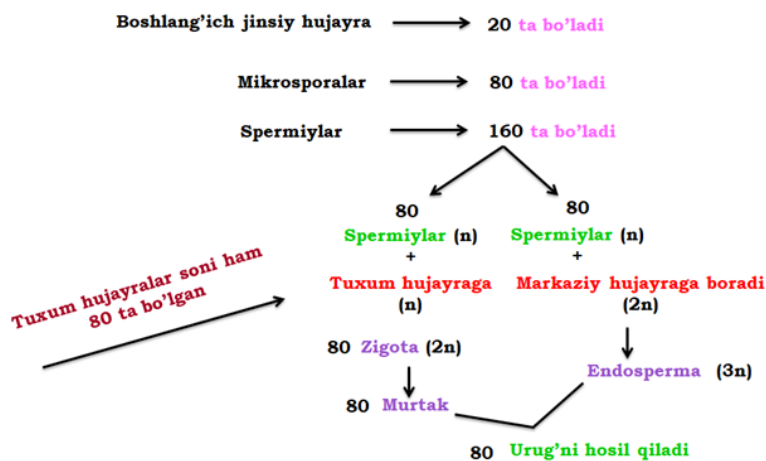 Boshlang'ich jinsiy hujayra 20 ta bo'ladi
Mikrosporalar 80 ta bo'ladi
Spermiylar 160 ta bo'ladi
80 80
Spermiylar (n) Spermiylar (n)
+ +
Tuxum hujayraga Markaziy hujayraga boradi
(n) (2n)
Tuxum hujayralar soni ham
80 ta bo'lgan
80 Zigota (2n)
Endosperma (3n)
80 Murtak
80 Urug'ni hosil qiladi